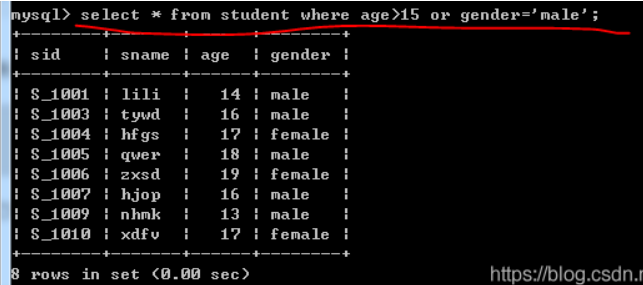 mysql> select * from student where age>15 or gender='male';
+--------+-------+------+--------+
| sid | sname | age | gender |
+--------+-------+------+--------+
| S_1001 | lili | 14 | male |
| S_1003 | tywd | 16 | male |
| S_1004 | hfgs | 17 | female |
| S_1005 | qwer | 18 | male |
| S_1006 | zxsd | 19 | female |
| S_1007 | hjop | 16 | male |
| S_1009 | nhmk | 13 | male |
| S_1010 | xdfv | 17 | female |
+--------+-------+------+--------+
8 rows in set (0.00 sec)
https://blog.csdn.n